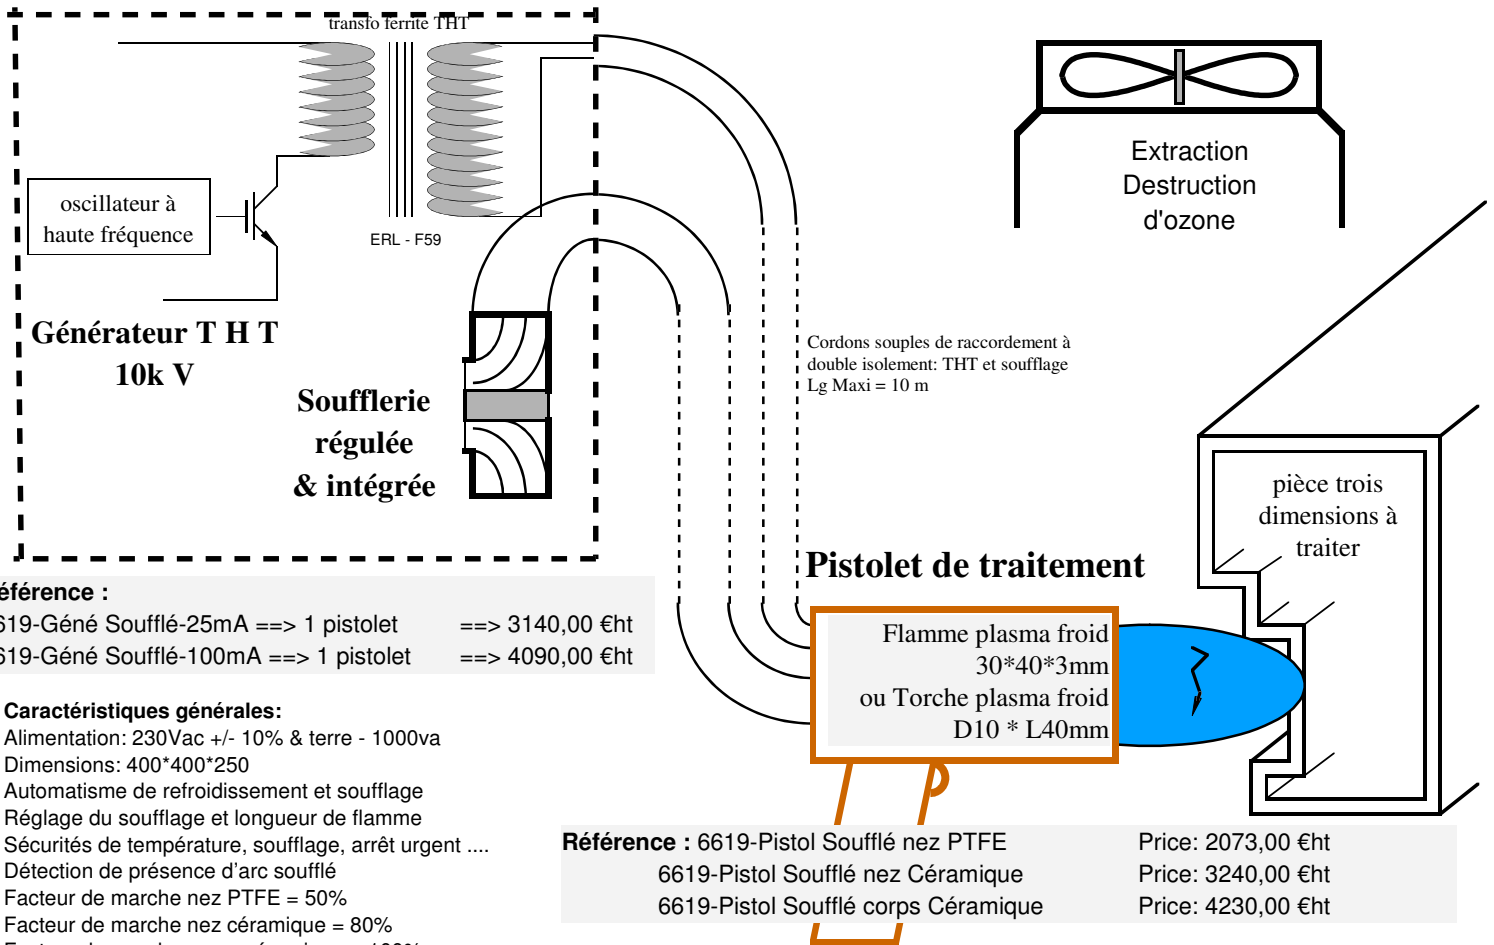 transfo ferrite THT
oscillateur à
haute fréquence
ERL - F59
Générateur T H T
10k V
Soufflerie
régulée
& intégrée
Extraction
Destruction
d'ozone
Cordons souples de raccordement à
double isolement: THT et soufflage
Lg Maxi = 10 m
pièce trois
dimensions à
traiter
Pistolet de traitement
Flamme plasma froid
30*40*3mm
ou Torche plasma froid
D10 * L40mm
éférence :
619-Géné Soufflé-25mA ==> 1 pistolet ==> 3140,00 €ht
619-Géné Soufflé-100mA ==> 1 pistolet ==> 4090,00 €ht
Caractéristiques générales:
Alimentation: 230Vac +/- 10% & terre - 1000va
Dimensions: 400*400*250
Automatisme de refroidissement et soufflage
Réglage du soufflage et longueur de flamme
Sécurités de température, soufflage, arrêt urgent ....
Détection de présence d'arc soufflé
Facteur de marche nez PTFE = 50%
Facteur de marche nez céramique = 80%
Référence : 6619-Pistol Soufflé nez PTFE Price: 2073,00 €ht
6619-Pistol Soufflé nez Céramique Price: 3240,00 €ht
6619-Pistol Soufflé corps Céramique Price: 4230,00 €ht